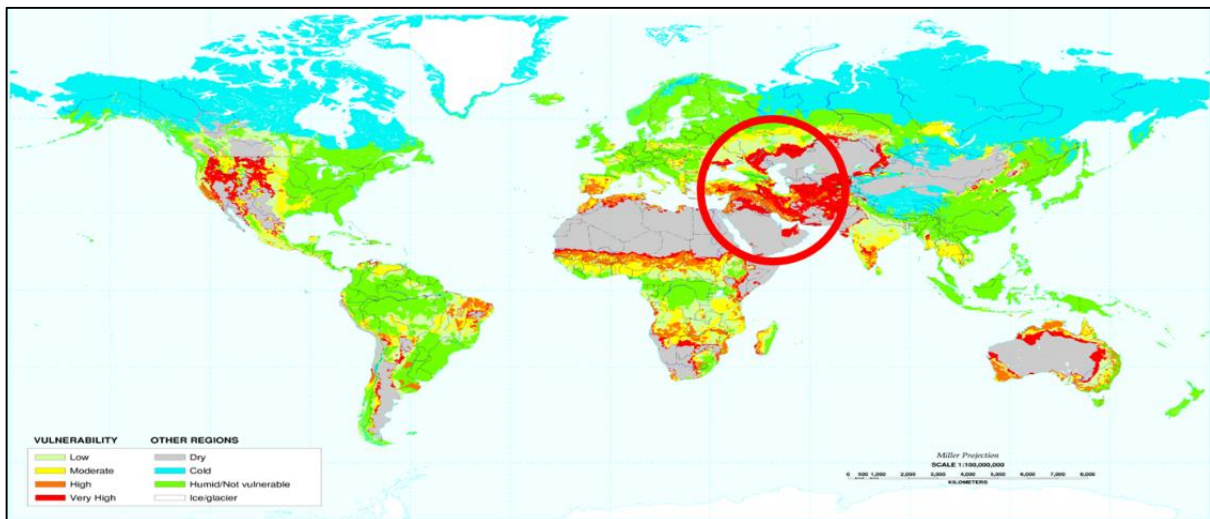 VULNERABILITY
Low
Moderate
High
Very High
OTHER REGIONS
Dry
Cold
Humid/Not vulnerable
Ice/glacier
Miller Projection
SCALE 1:100,000,000
KILOMETERS